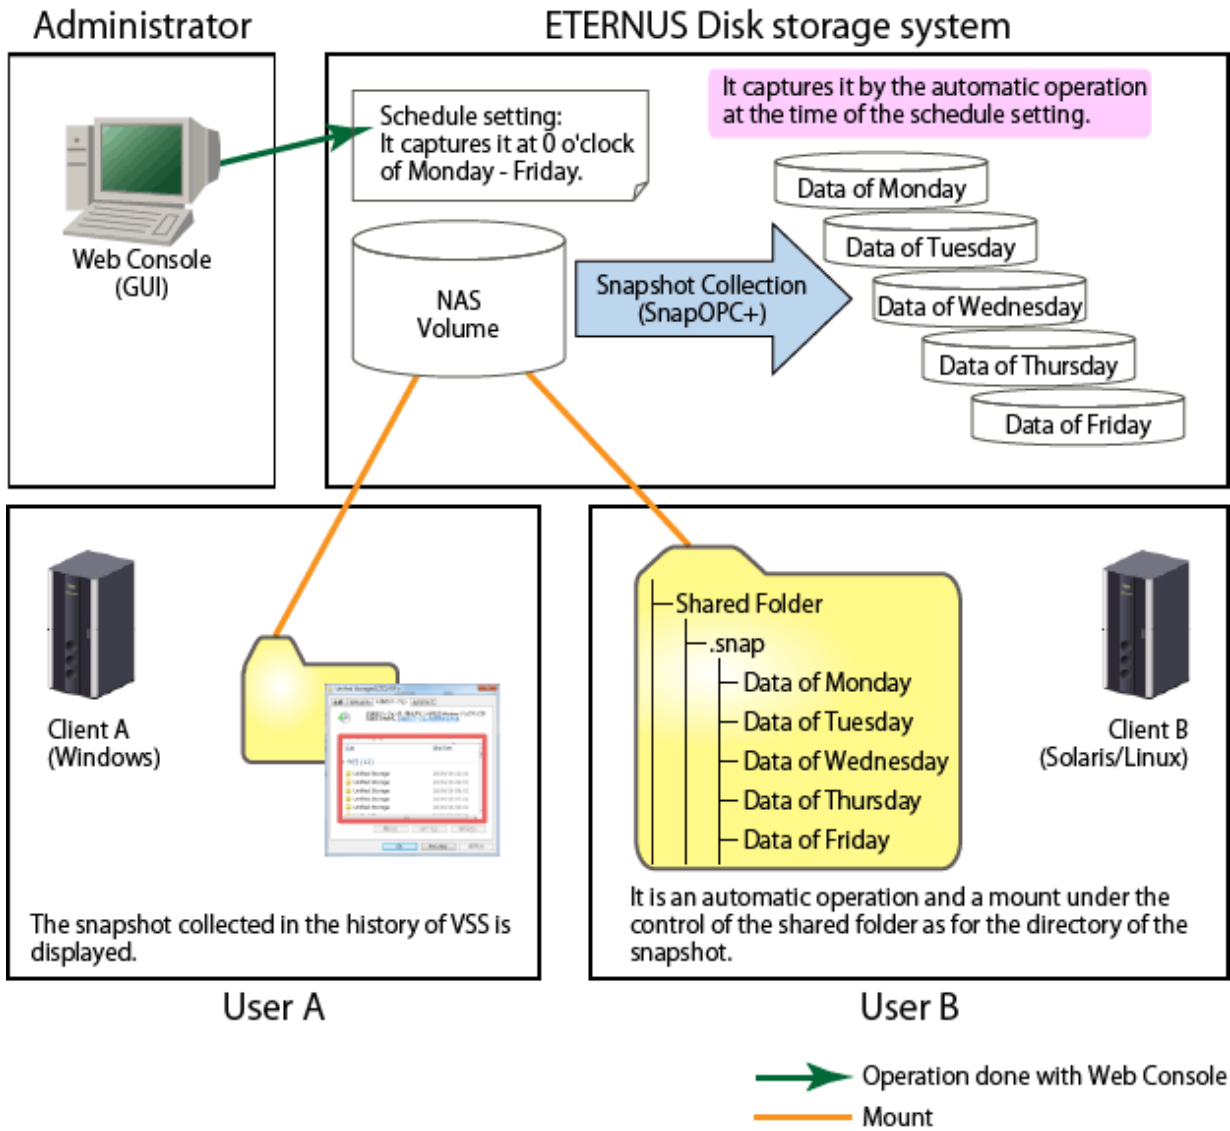 Administrator
ETERNUS Disk storage system
Schedule setting:
It captures it at 0 o'clock
of Monday - Friday.
It captures it by the automatic operation
at the time of the schedule setting.
Web Console
(GUI)
NAS
Volume
Snapshot Collection
(SnapOPC+)
Data of Monday
Data of Tuesday
Data of Wednesday
Data of Thursday
Data of Friday
Client A
(Windows)
The snapshot collected in the history of VSS is
displayed.
User A
Shared Folder
.snap
Data of Monday
Data of Tuesday
Data of Wednesday
Data of Thursday
Data of Friday
Client B
(Solaris/Linux)
It is an automatic operation and a mount under the
control of the shared folder as for the directory of the
snapshot.
User B
Operation done with Web Console
Mount